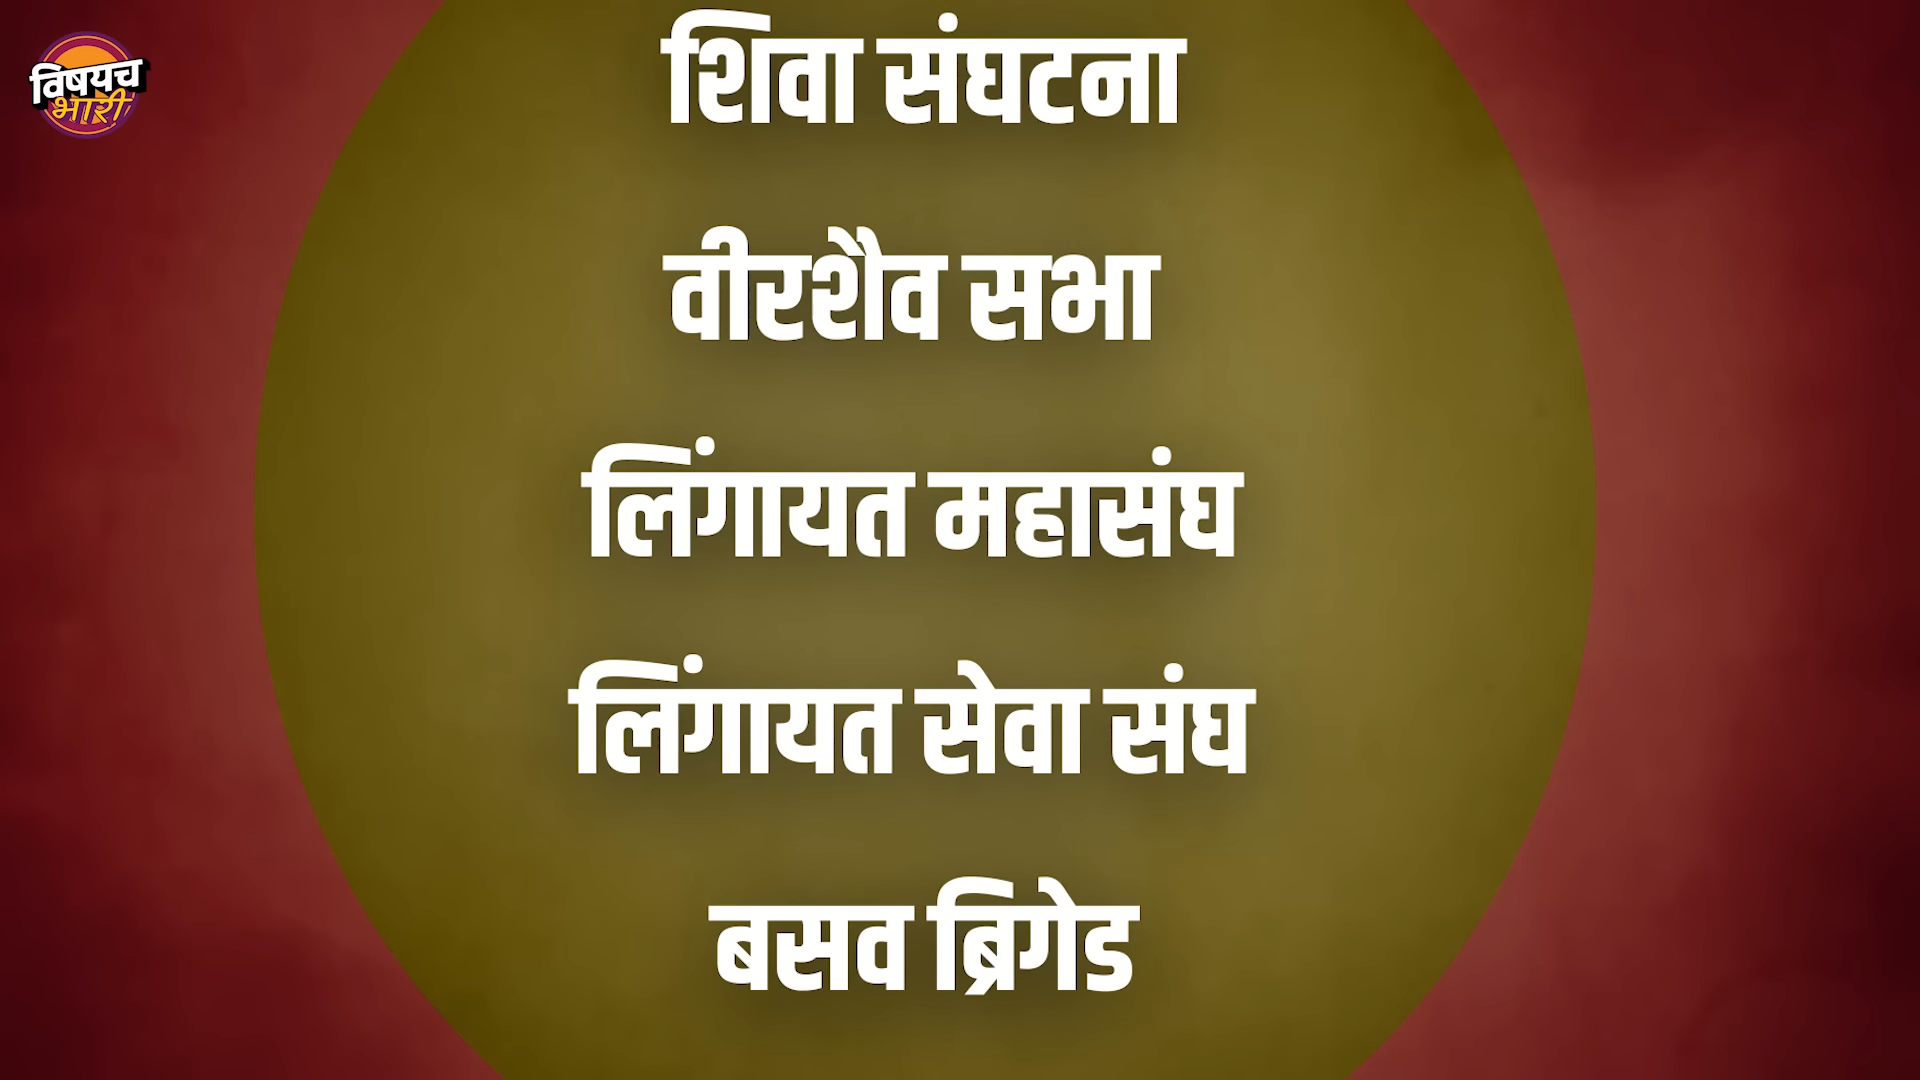 विषयच
भारी
शिवा संघटना
वीरशैव सभा
लिंगायत महासंघ
लिंगायत सेवा संघ
बसव ब्रिगेड